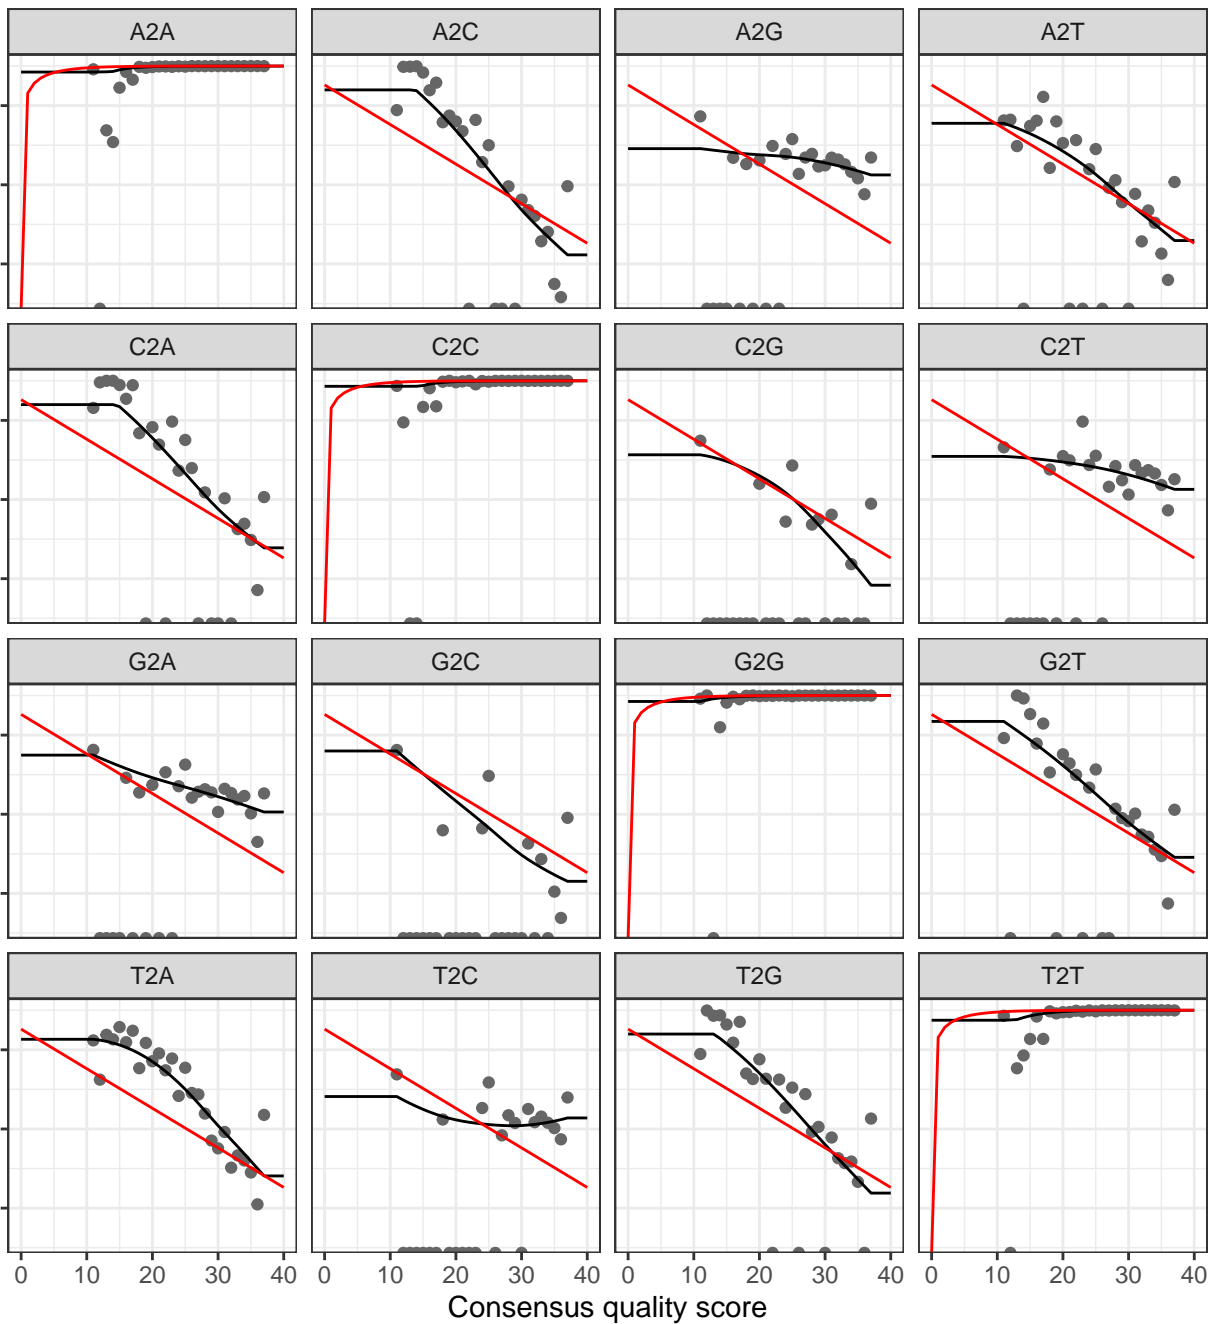 A2A A2C A2G A2T
C2A C2C C2G C2T
G2A G2C G2G G2T
T2A T2C T2G T2T
0 10 20 30 40 0 10 20 30 40 0 10 20 30 40 0 10 20 30 40
Consensus quality score